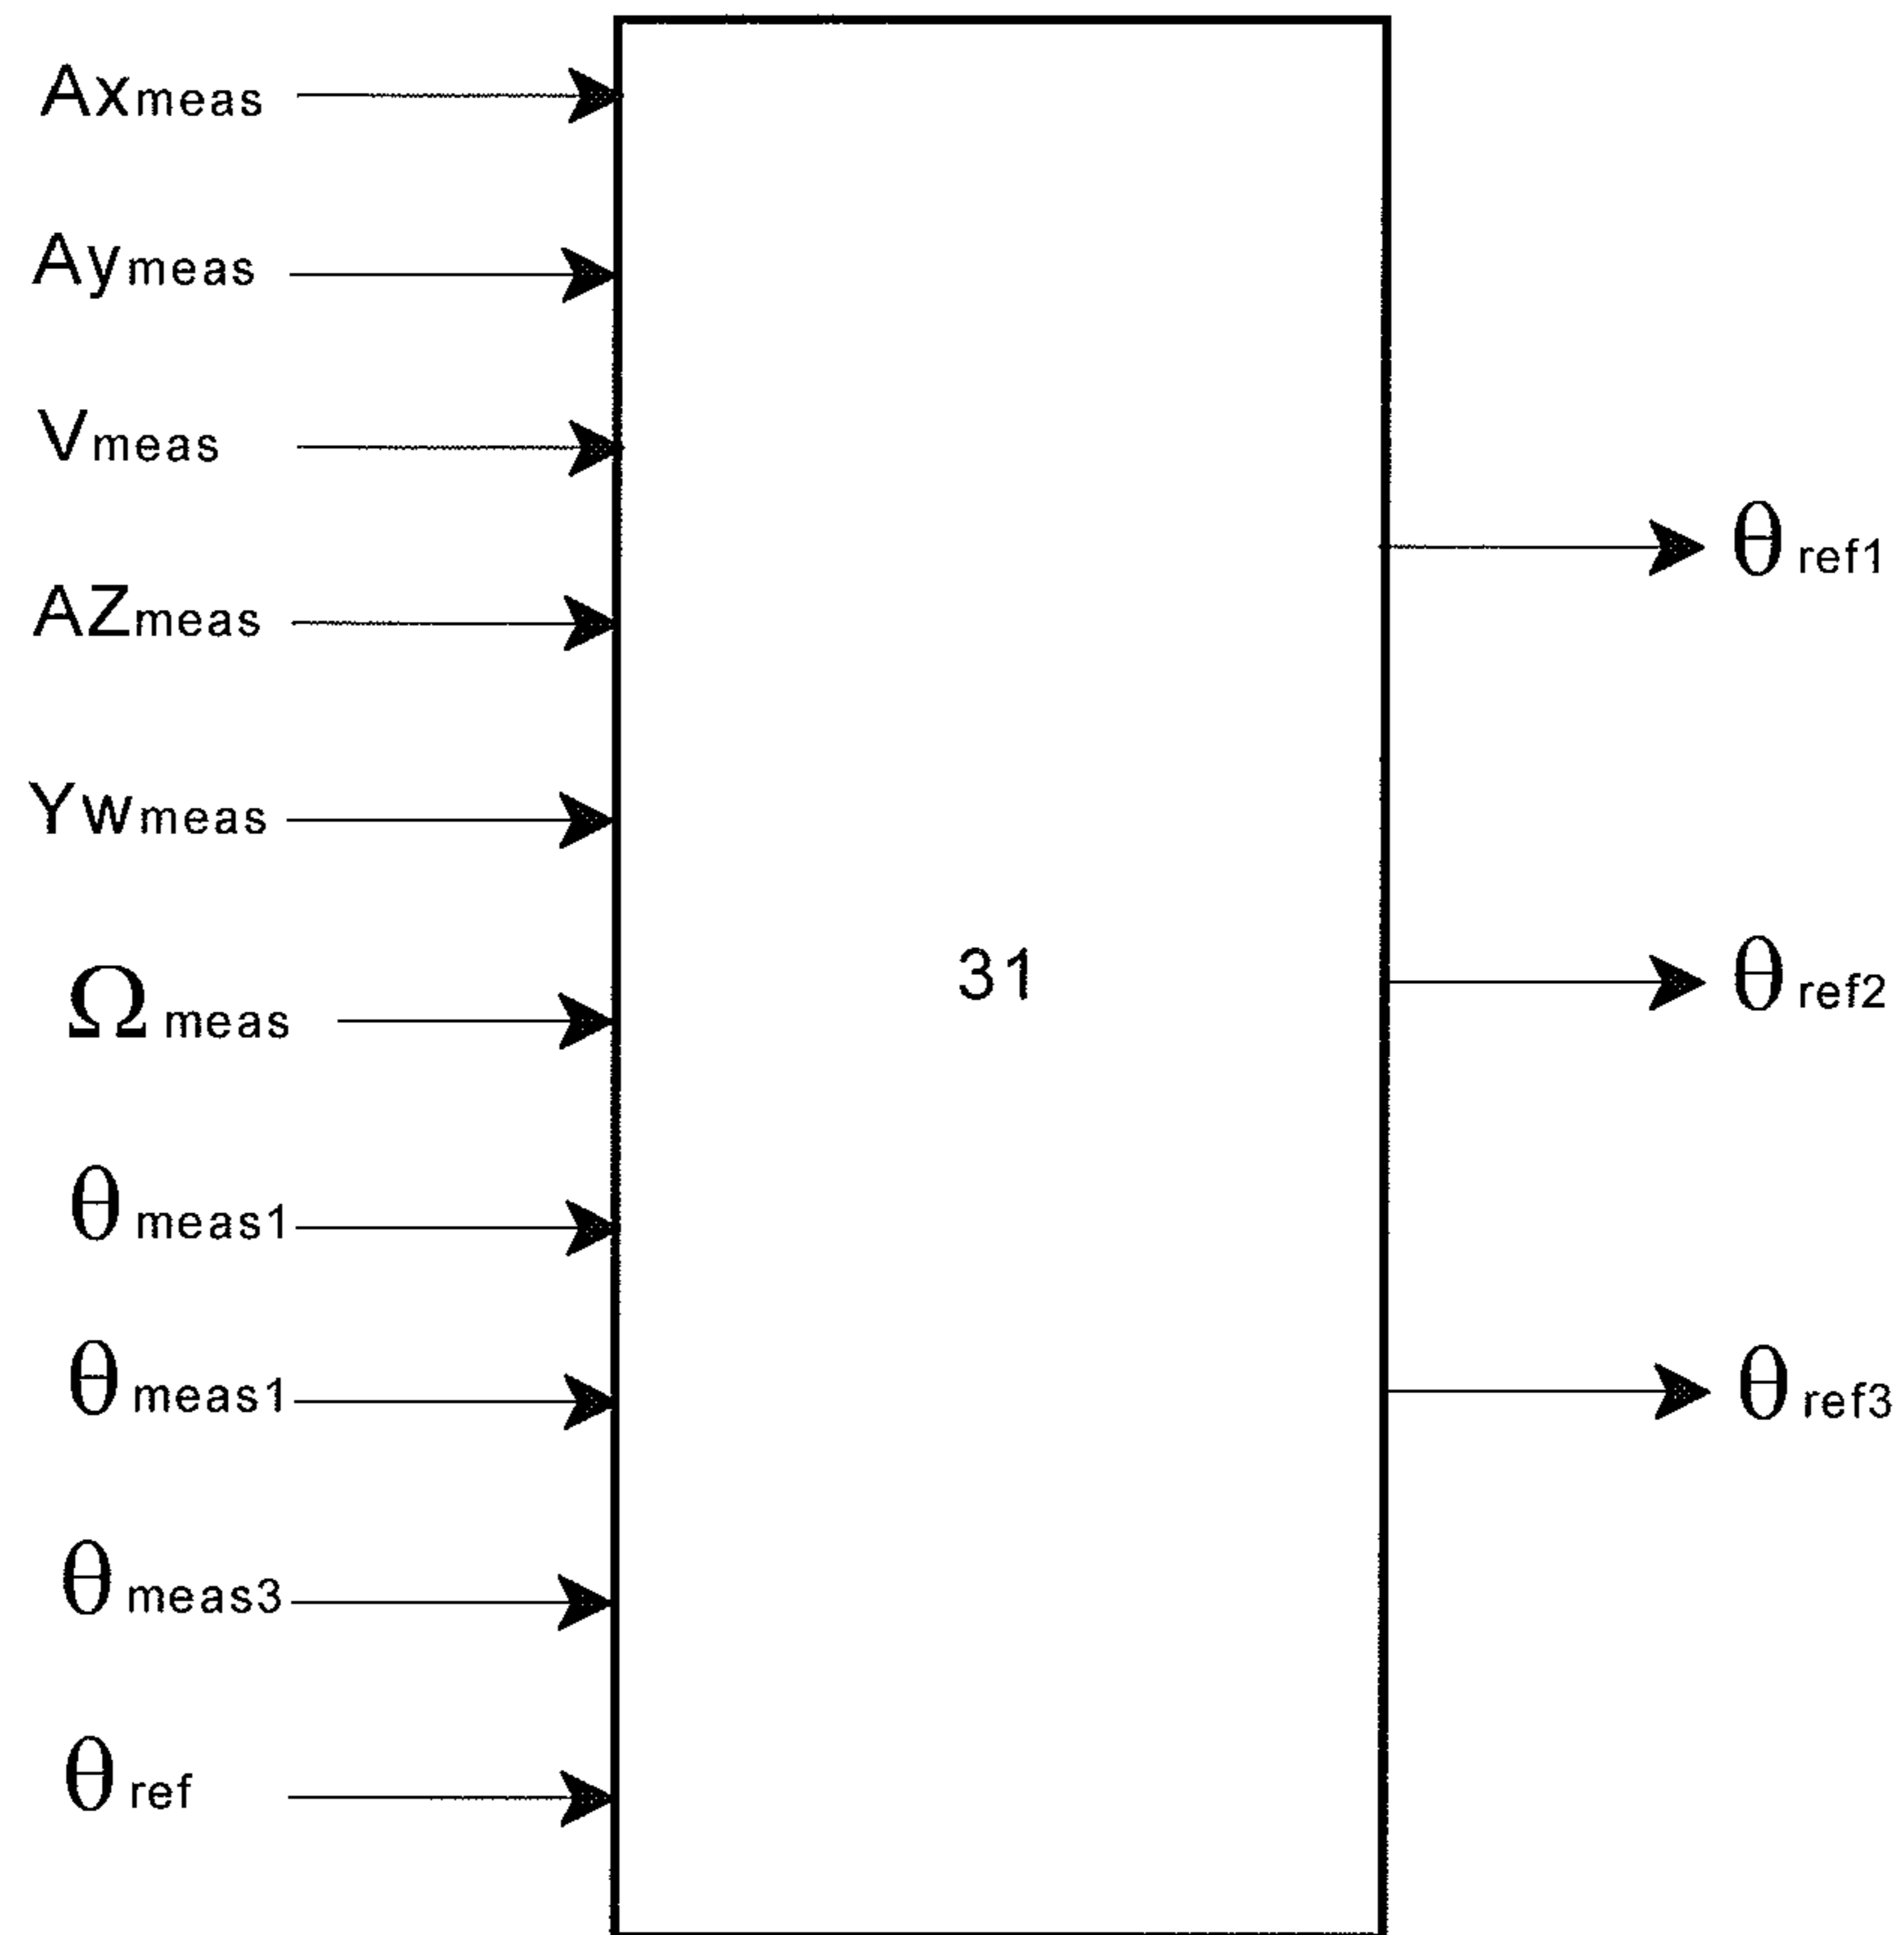 Axmeas
Aymeas
Vmeas
θref1
AZmeas
Ywmeas
31
θref2
Ωmeas
θmeas1
θmeas1
θref3
θmeas3
θref